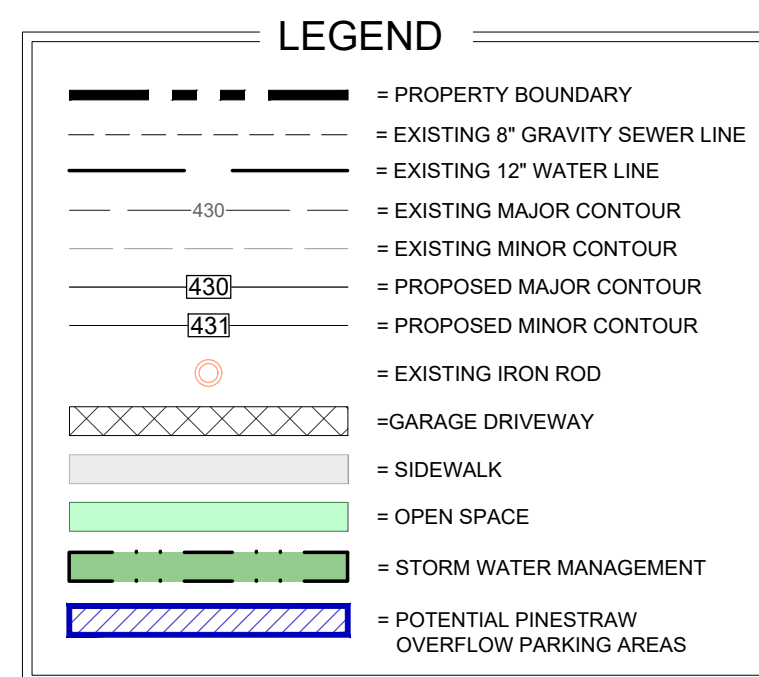 LEGEND
= PROPERTY BOUNDARY
= EXISTING 8" GRAVITY SEWER LINE
= EXISTING 12" WATER LINE
430 = EXISTING MAJOR CONTOUR
= EXISTING MINOR CONTOUR
430 = PROPOSED MAJOR CONTOUR
431 = PROPOSED MINOR CONTOUR
= EXISTING IRON ROD
=GARAGE DRIVEWAY
= SIDEWALK
= OPEN SPACE
= STORM WATER MANAGEMENT
= POTENTIAL PINESTRAW
OVERFLOW PARKING AREAS